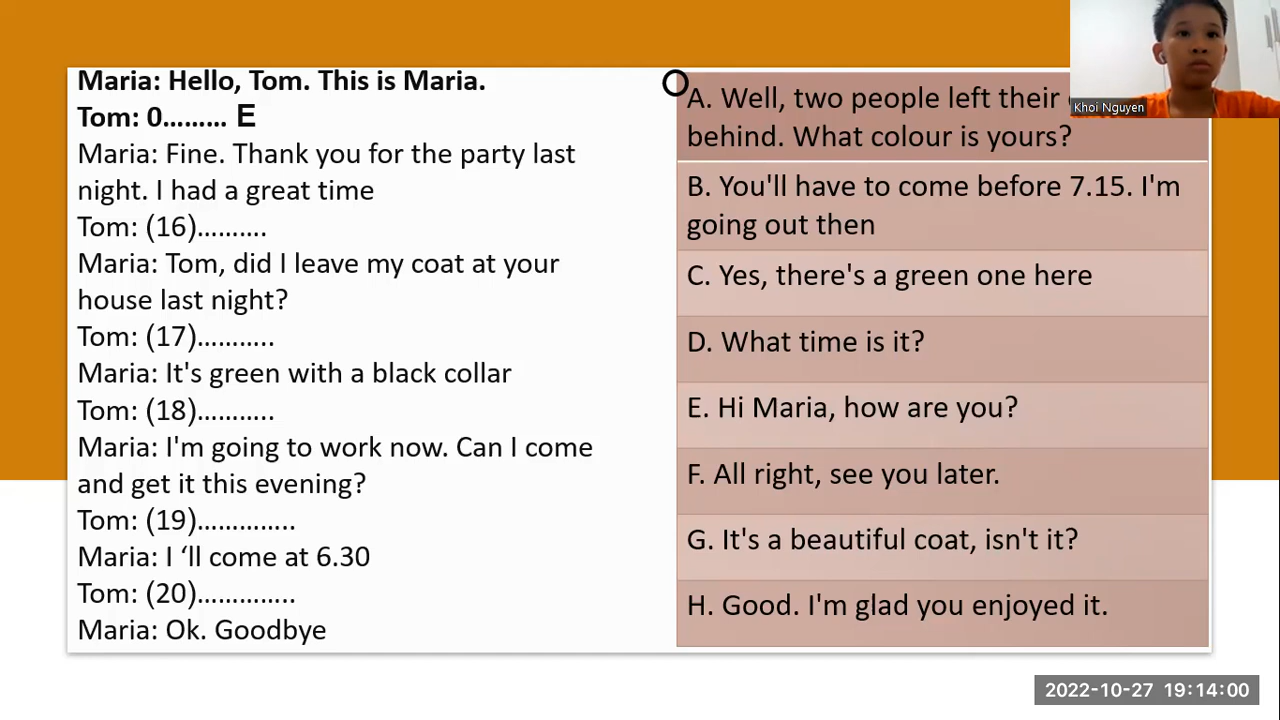 Maria: Hello, Tom. This is Maria.
Tom: 0......... E
Maria: Fine. Thank you for the party last
night. I had a great time
Tom: (16)..........
Maria: Tom, did I leave my coat at your
house last night?
Tom: (17)...........
Maria: It's green with a black collar
Tom: (18)...........
Maria: I'm going to work now. Can I come
and get it this evening?
Tom: (19)..............
Maria: I ‘ll come at 6.30
Tom: (20)..............
Maria: Ok. Goodbye
A. Well, two people left their
behind. What colour is yours?
B. You'll have to come before 7.15. I'm
going out then
C. Yes, there's a green one here
D. What time is it?
E. Hi Maria, how are you?
F. All right, see you later.
G. It's a beautiful coat, isn't it?
H. Good. I'm glad you enjoyed it.
Khoi Nguyen
2022-10-27 19:14:00